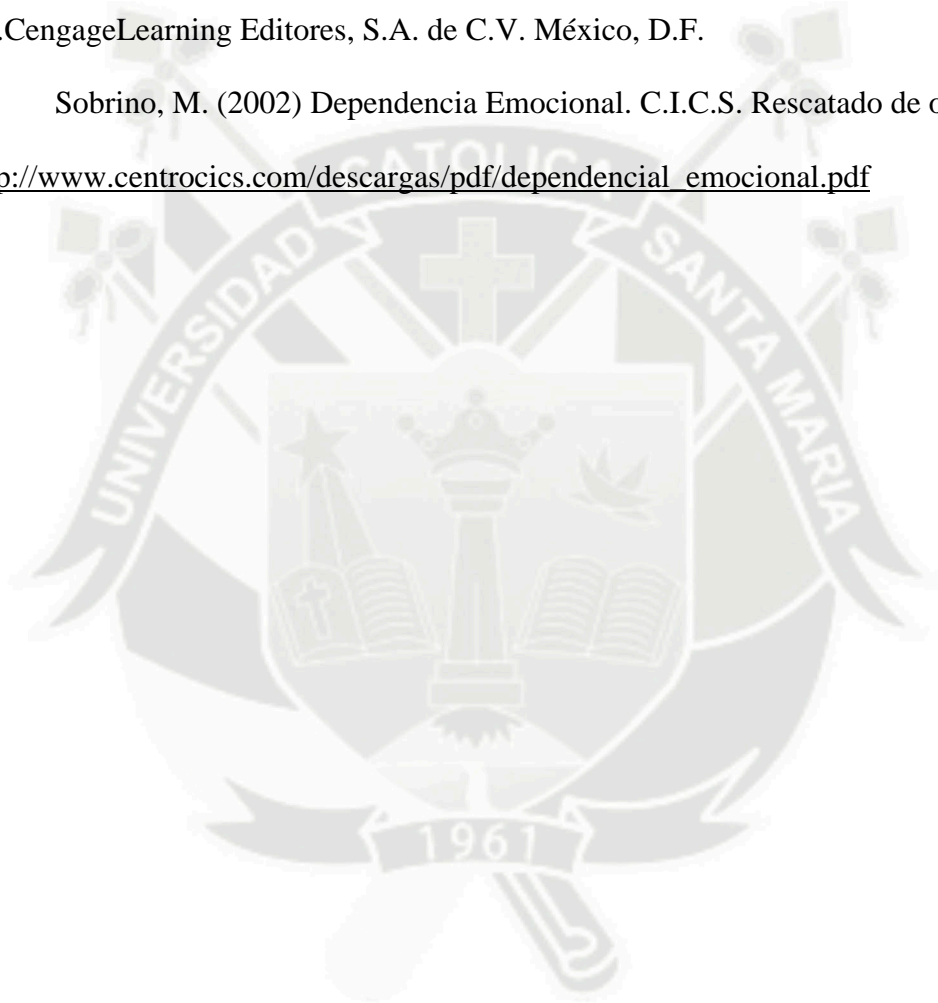 .CengageLearning Editores, S.A. de C.V. México, D.F.
Sobrino, M. (2002) Dependencia Emocional. C.I.C.S. Rescatado de
p://www.centrocics.com/descargas/pdf/dependencial_emocional.pdf
UNIVERSIDAD CATOLICA SANTA MARIA
1961